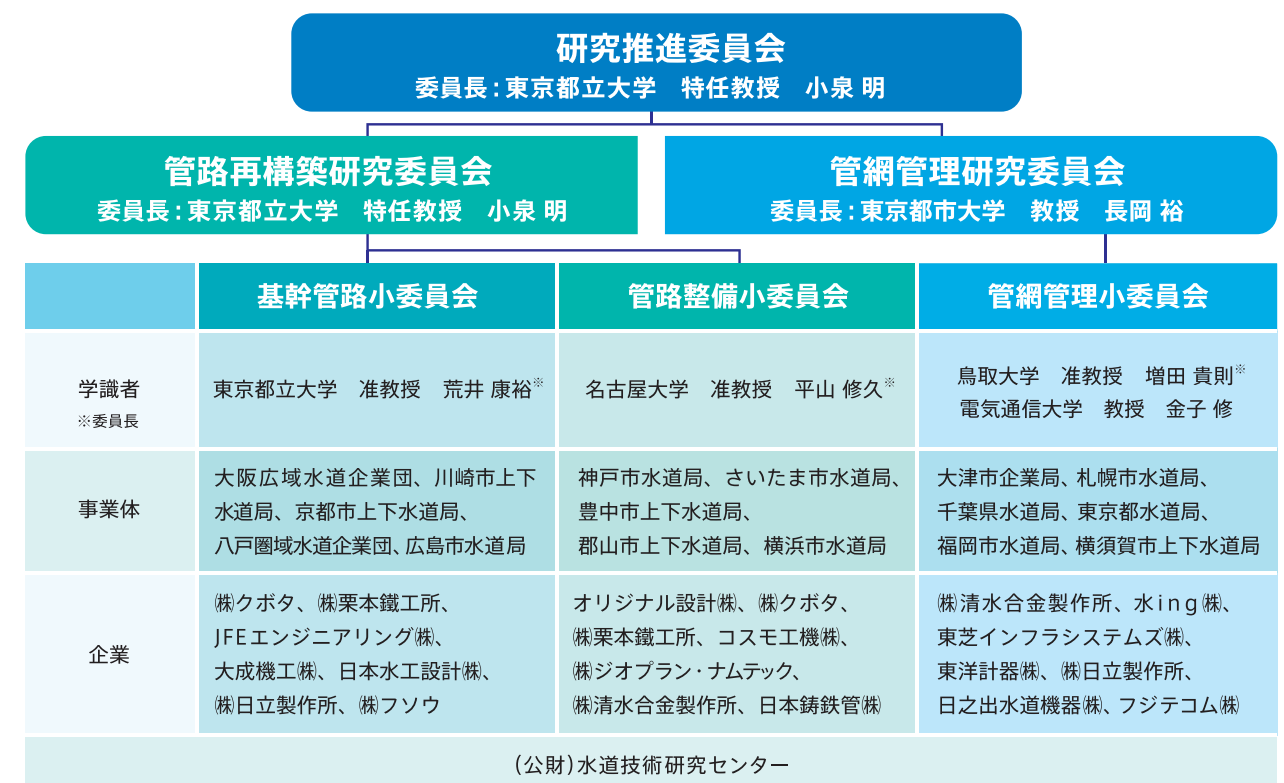 研究推進委員会
委員長：東京都立大学　特任教授　小泉 明
管路再構築研究委員会
委員長：東京都立大学　特任教授　小泉 明
管網管理研究委員会
委員長：東京都市大学　教授　長岡 裕
基幹管路小委員会
管路整備小委員会
管網管理小委員会
学識者
※委員長
東京都立大学　准教授　荒井 康裕※
名古屋大学　准教授　平山 修久※
鳥取大学　准教授　増田 貴則※
電気通信大学　教授　金子 修
事業体
大阪広域水道企業団、川崎市上下
水道局、京都市上下水道局、
八戸圏域水道企業団、広島市水道局
神戸市水道局、さいたま市水道局、
豊中市上下水道局、
郡山市上下水道局、横浜市水道局
大津市企業局、札幌市水道局、
千葉県水道局、東京都水道局、
福岡市水道局、横須賀市上下水道局
企業
㈱クボタ、㈱栗本鐵工所、
JFEエンジニアリング㈱、
大成機工㈱、日本水工設計㈱、
㈱日立製作所、㈱フソウ
オリジナル設計㈱、㈱クボタ、
㈱栗本鐵工所、コスモ工機㈱、
㈱ジオプラン・ナムテック、
㈱清水合金製作所、日本鋳鉄管㈱
㈱清水合金製作所、水ing㈱、
東芝インフラシステムズ㈱、
東洋計器㈱、㈱日立製作所、
日之出水道機器㈱、フジテコム㈱
（公財）水道技術研究センター